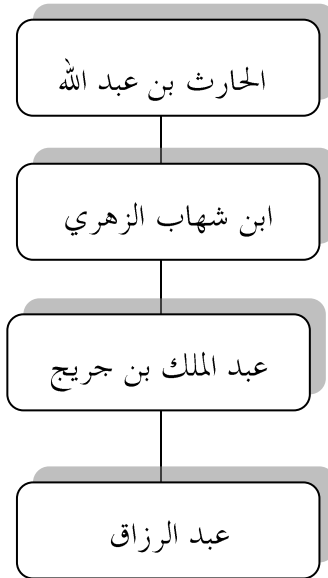 الحارث بن عبد الله
ابن شهاب الزهري
عبد الملك بن جريج
عبد الرزاق